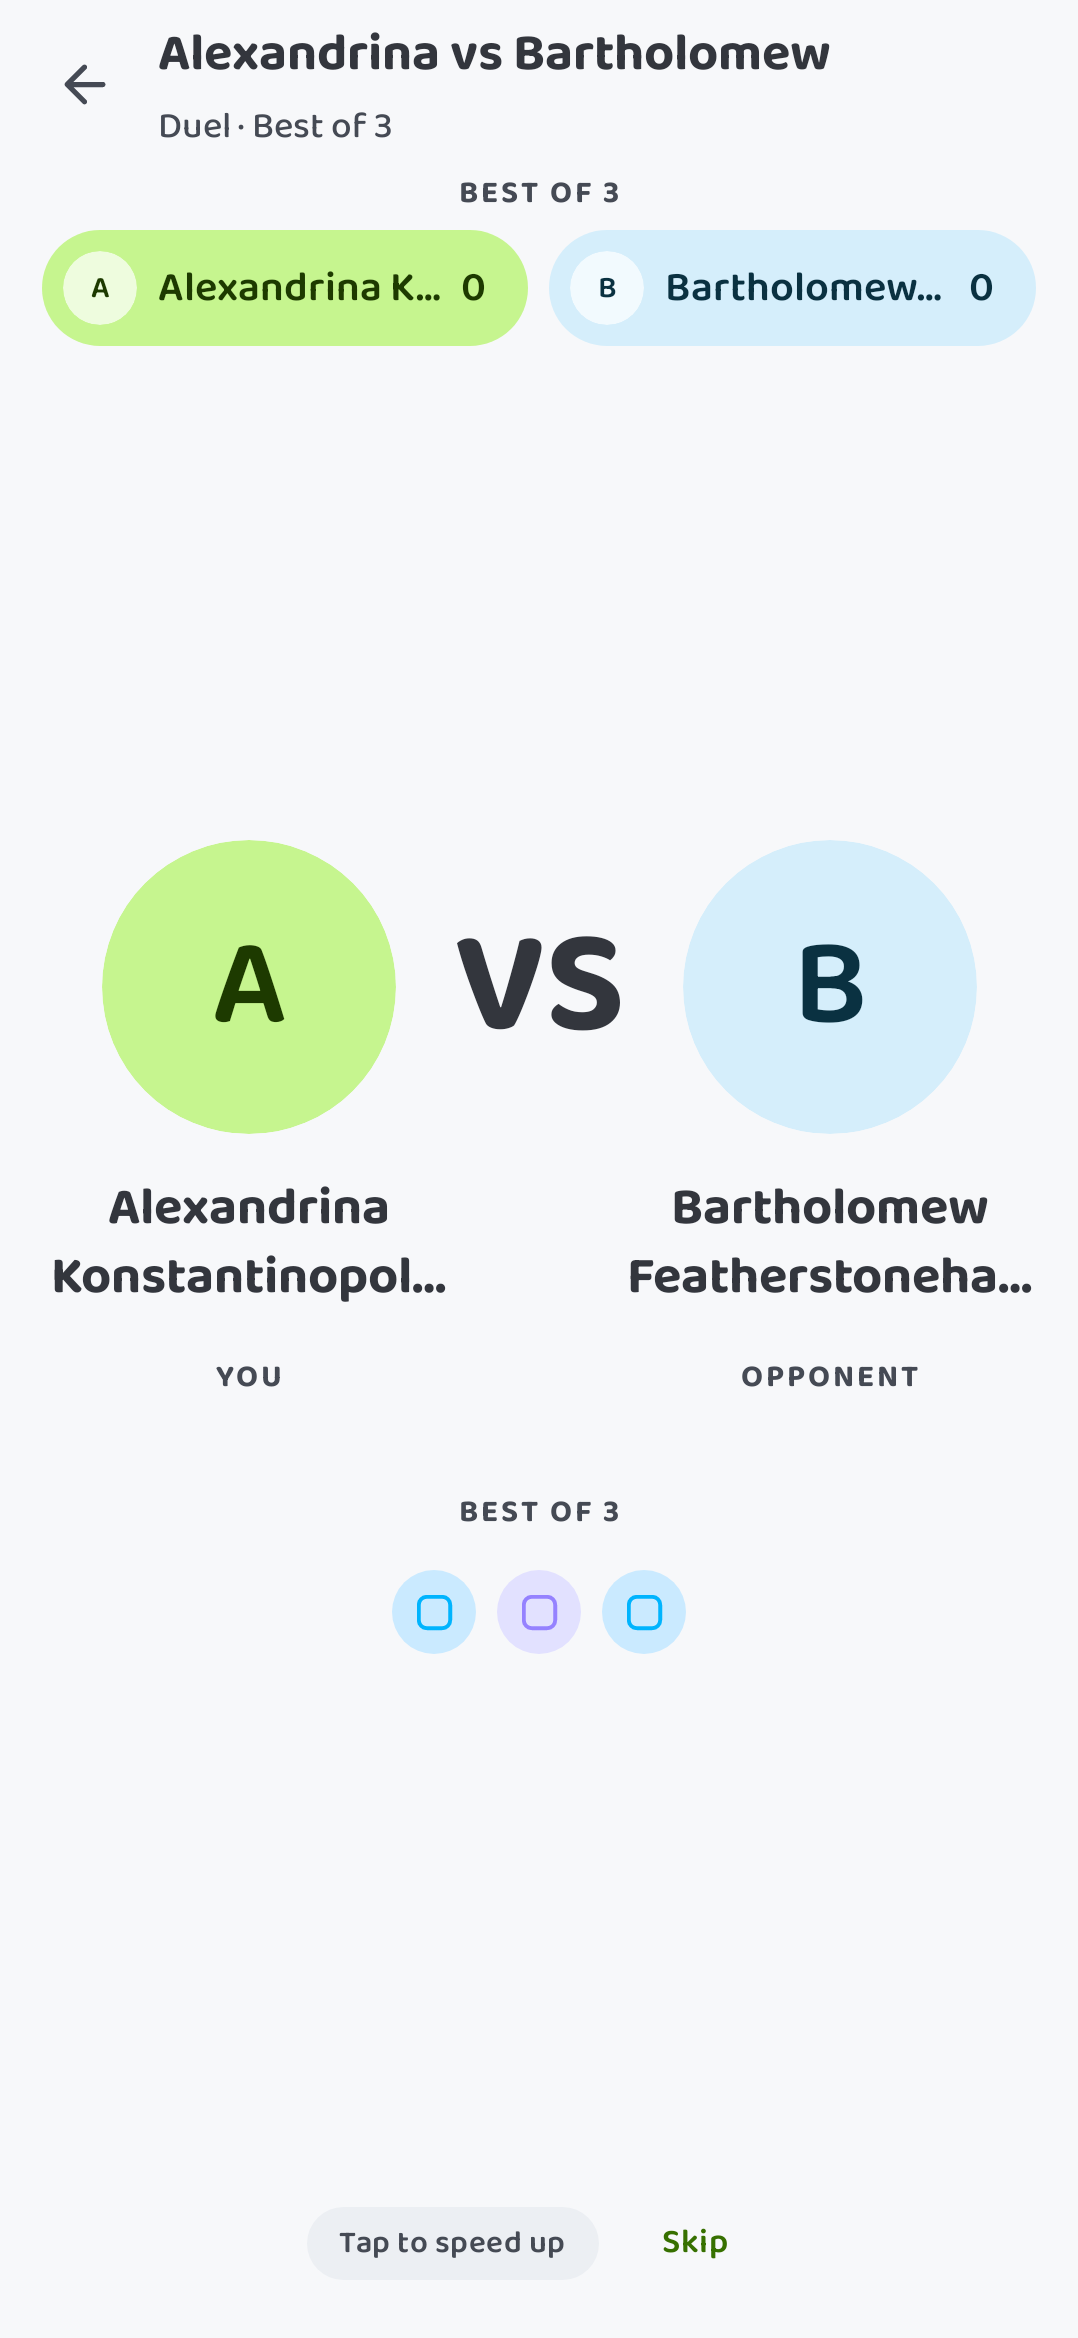 Alexandrina vs Bartholomew
Duel · Best of 3
BEST OF 3
A Alexandrina K... 0 B Bartholomew... 0
A VS B
Alexandrina Bartholomew
Konstantinopol... Featherstoneha...
YOU OPPONENT
BEST OF 3
Tap to speed up Skip